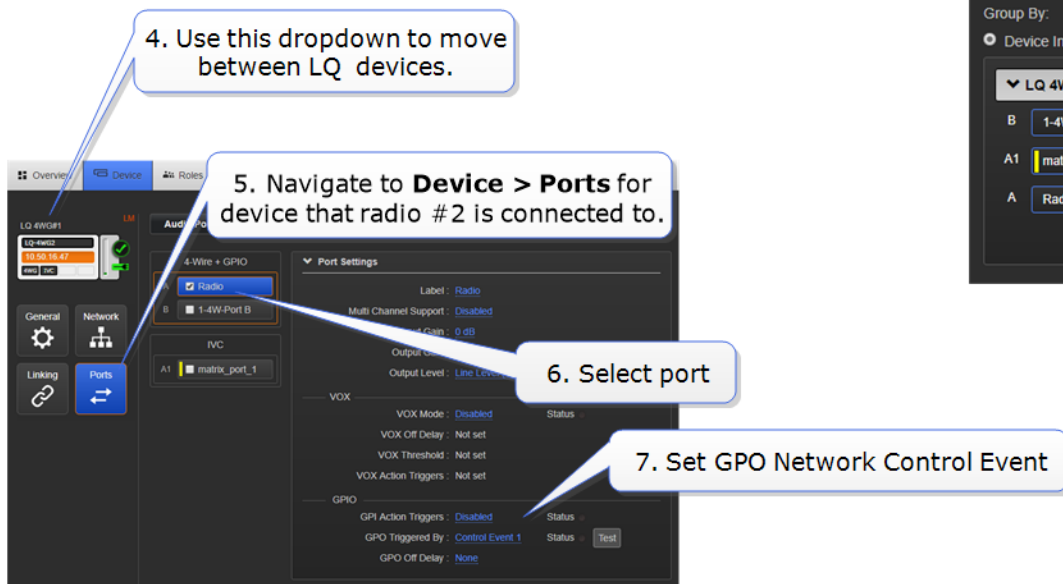 4. Use this dropdown to move
between LQ  devices.
Group By:
Device In
LQ 4W
B 1-4W
A1 mat
A Rad
Overview Device Roles
5. Navigate to Device > Ports for
device that radio #2 is connected to.
LQ 4WG#1 LM
LQ-4WG2
10.50.16.47
4WG IVC
General Network
Linking Ports
4-Wire + GPIO
Radio
B 1-4W-Port B
IVC
A1 matrix_port_1
Port Settings
Label : Radio
Multi Channel Support : Disabled
Gain : 0 dB
Output
Output Level : Line Level
6. Select port
VOX
VOX Mode : Disabled Status
VOX Off Delay : Not set
VOX Threshold : Not set
VOX Action Triggers : Not set
7. Set GPO Network Control Event
GPIO
GPI Action Triggers : Disabled Status
GPO Triggered By : Control Event 1 Status Test
GPO Off Delay : None